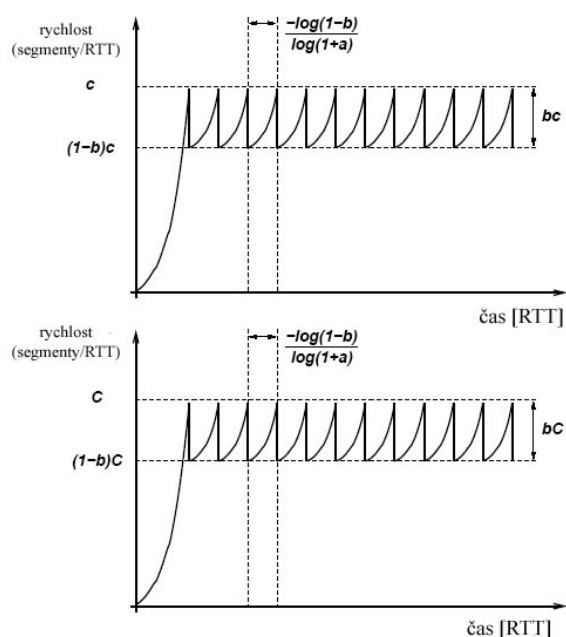 rychlost
(segmenty/RTT)
−log(1−b)
log(1+a)
c
bc
(1−b)c
čas [RTT]
rychlost
(segmenty/RTT)
−log(1−b)
log(1+a)
C
bC
(1−b)C
čas [RTT]